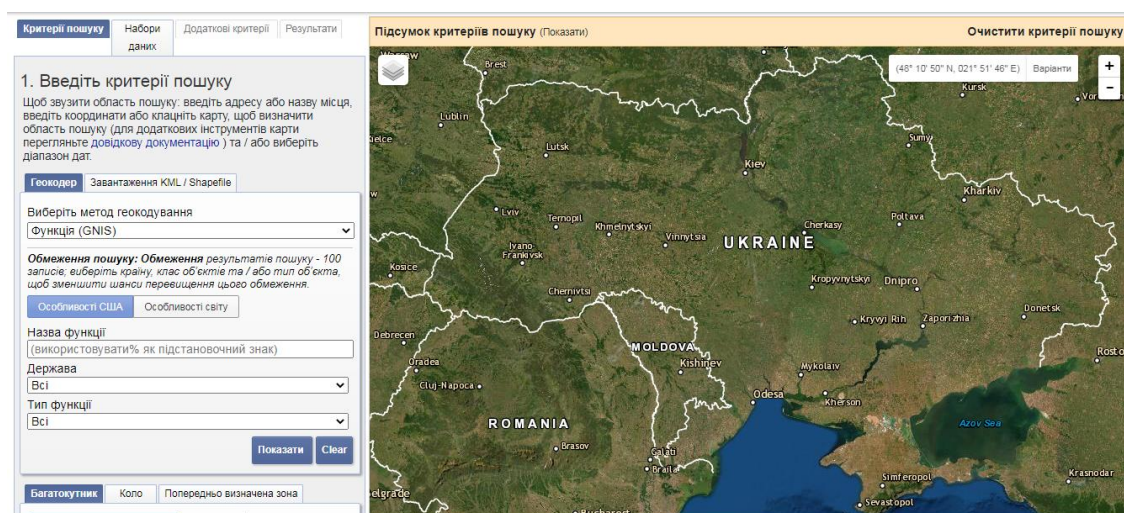 Критерії пошуку
Набори даних
Додаткові критерії
Результати
1. Введіть критерії пошуку
Щоб звузити область пошуку: введіть адресу або назву місця,
введіть координати або клацніть карту, щоб визначити
область пошуку (для додаткових інструментів карти
перегляньте довідкову документацію ) та / або виберіть
діапазон дат.
Геокодер
Завантаження KML / Shapefile
Виберіть метод геокодування
Функція (GNIS)
Обмеження пошуку: Обмеження результатів пошуку - 100
записів; виберіть країну, клас об'єктів та / або тип об'єкта,
щоб зменшити шанси перевищення цього обмеження.
Особливості США
Особливості світу
Назва функції
(використовувати% як підстановочний знак)
Держава
Всі
Тип функції
Всі
Показати
Clear
Багатокутник
Коло
Попередньо визначена зона
Підсумок критеріїв пошуку (Показати)
Очистити критерії пошуку
(48° 10' 50" N, 021° 51' 46" E)
Варіанти
+
-
Warsaw
Brest
Kursk
Lublin
Sumy
Lutsk
Kiev
Kharkiv
Lviv
Ternopil
Khmelnytskyi
Vinnytsia
UKRAINE
Cherkasy
Poltava
Ivano-
Frankivsk
Kosice
Kropyvnytskyi
Dnipro
Chernivtsi
Donetsk
Kryvyi Rih
Zaporizhia
Debrecen
MOLDOVA
Oradea
Kishinev
Mykolaiv
Cluj-Napoca
Odesa
Kherson
ROMANIA
Azov Sea
Brasov
Galati
Braila
Simferopol
Krasnodar
Sevastopol